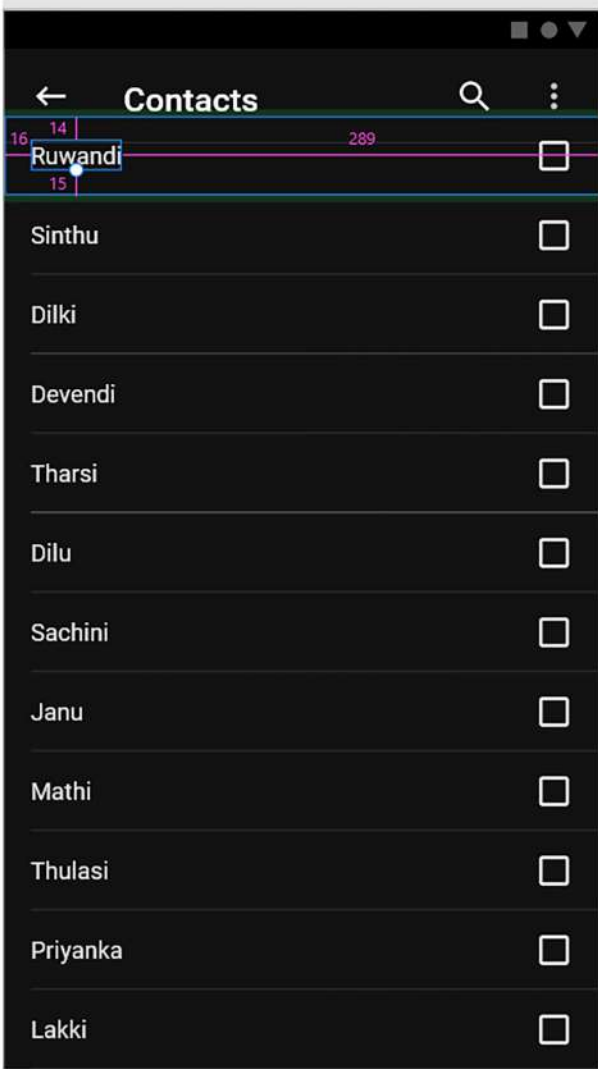 Contacts
14
16
289
Ruwandi
15
Sinthu
Dilki
Devendi
Tharsi
Dilu
Sachini
Janu
Mathi
Thulasi
Priyanka
Lakki